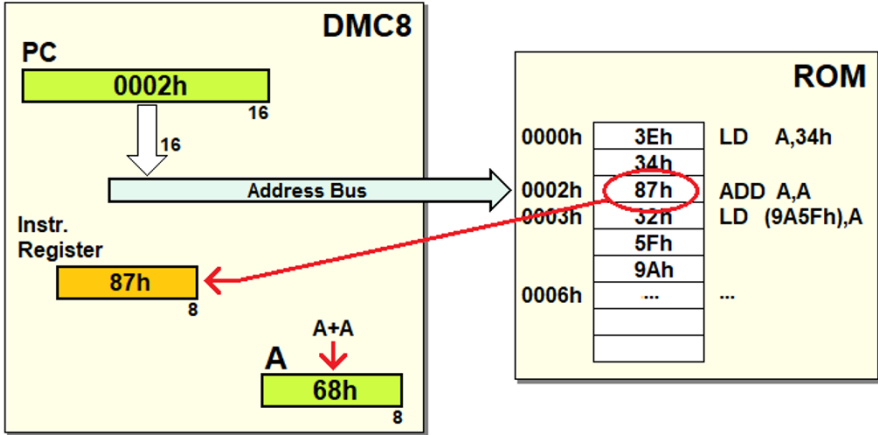 DMC8
PC
0002h
16
16
Address Bus
Instr.
Register
87h
8
A+A
A
68h
8
ROM
0000h 3Eh LD A,34h
34h
0002h 87h ADD A,A
0003h 32h LD (9A5Fh),A
5Fh
9Ah
0006h ... ...